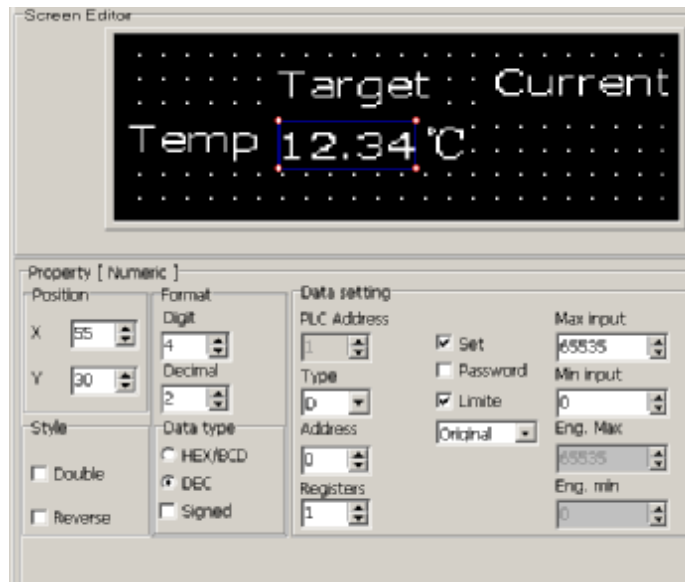 Screen Editor
Target Current
Temp 12.34 ℃
Property [ Numeric ]
Position
X 55
Y 30
Format
Digit
4
Decimal
2
Style
Double
Reverse
Data type
HEX/BCD
DEC
Signed
Data setting
PLC Address
1
Type
D
Address
0
Registers
1
Set
Password
Limite
Original
Max input
65535
Min input
0
Eng. Max
65535
Eng. min
0